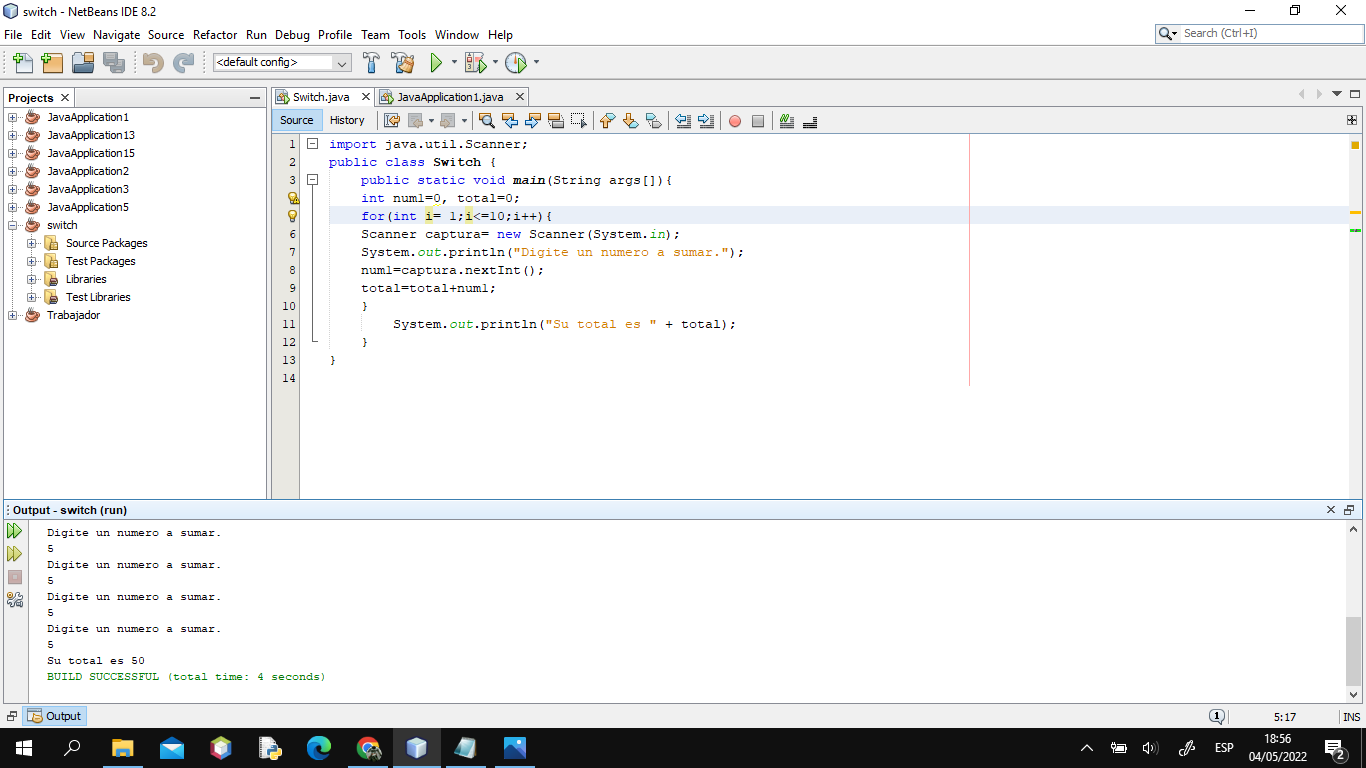 switch - NetBeans IDE 8.2
File Edit View Navigate Source Refactor Run Debug Profile Team Tools Window Help
Search (Ctrl+I)
<default config>
Projects
Switch.java
JavaApplication1.java
JavaApplication1
JavaApplication13
JavaApplication15
JavaApplication2
JavaApplication3
JavaApplication5
switch
Source Packages
Test Packages
Libraries
Test Libraries
Trabajador
Source History
1 import java.util.Scanner;
2 public class Switch {
3 public static void main(String args[]){
int num1=0, total=0;
for(int i= 1;i<=10;i++){
6 Scanner captura= new Scanner(System.in);
7 System.out.println("Digite un numero a sumar.");
8 num1=captura.nextInt();
9 total=total+num1;
10 }
11 System.out.println("Su total es " + total);
12 }
13 }
14
Output - switch (run)
Digite un numero a sumar.
5
Digite un numero a sumar.
5
Digite un numero a sumar.
5
Digite un numero a sumar.
5
Su total es 50
BUILD SUCCESSFUL (total time: 4 seconds)
Output
1
5:17
INS
ESP
18:56
04/05/2022
2